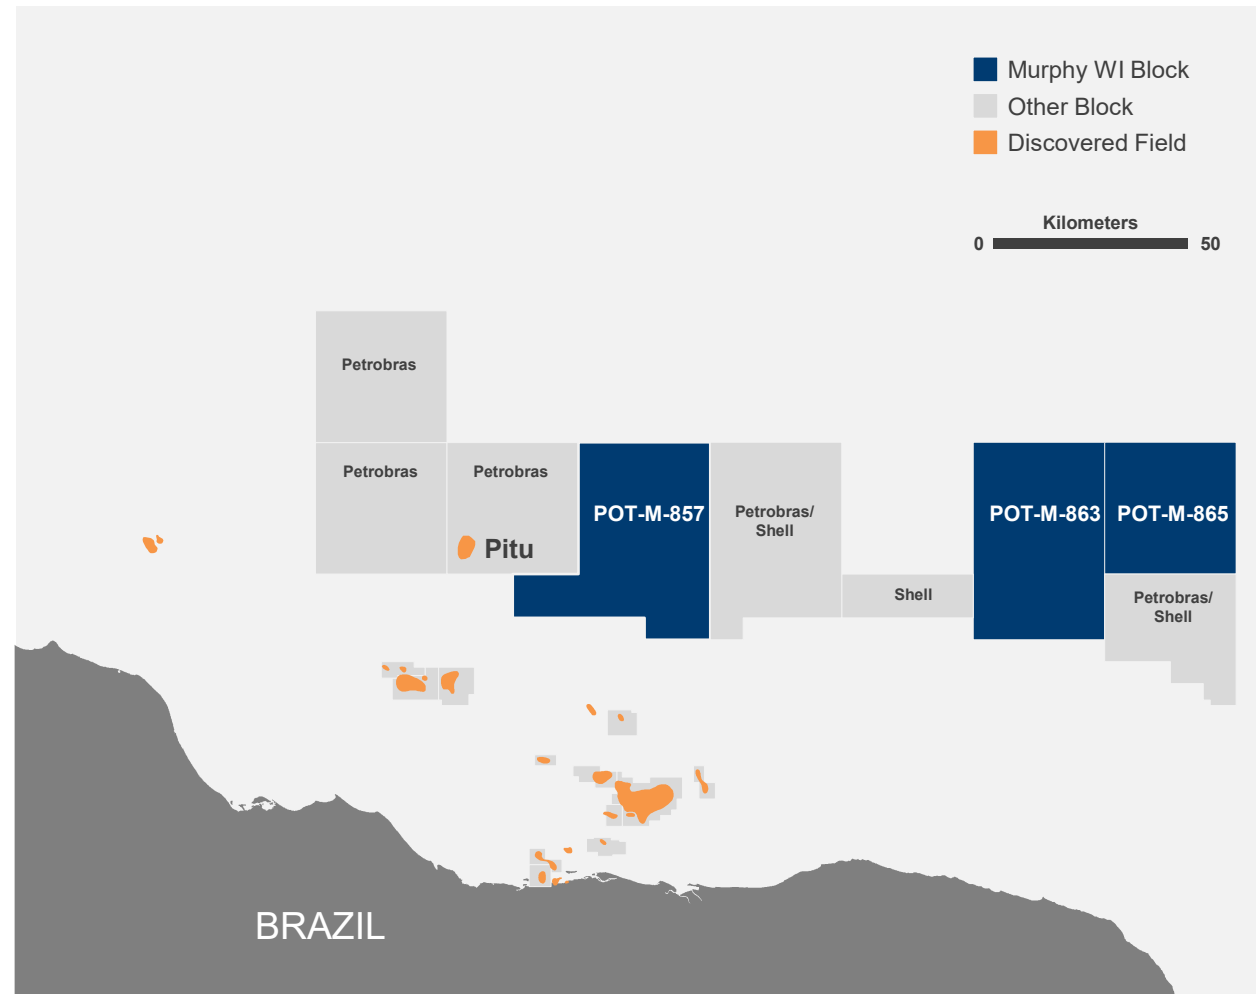 Murphy WI Block
Other Block
Discovered Field
Kilometers
0 50
Petrobras
Petrobras
Petrobras
POT-M-857
Petrobras/
Shell
POT-M-863
POT-M-865
Pitu
Shell
Petrobras/
Shell
BRAZIL